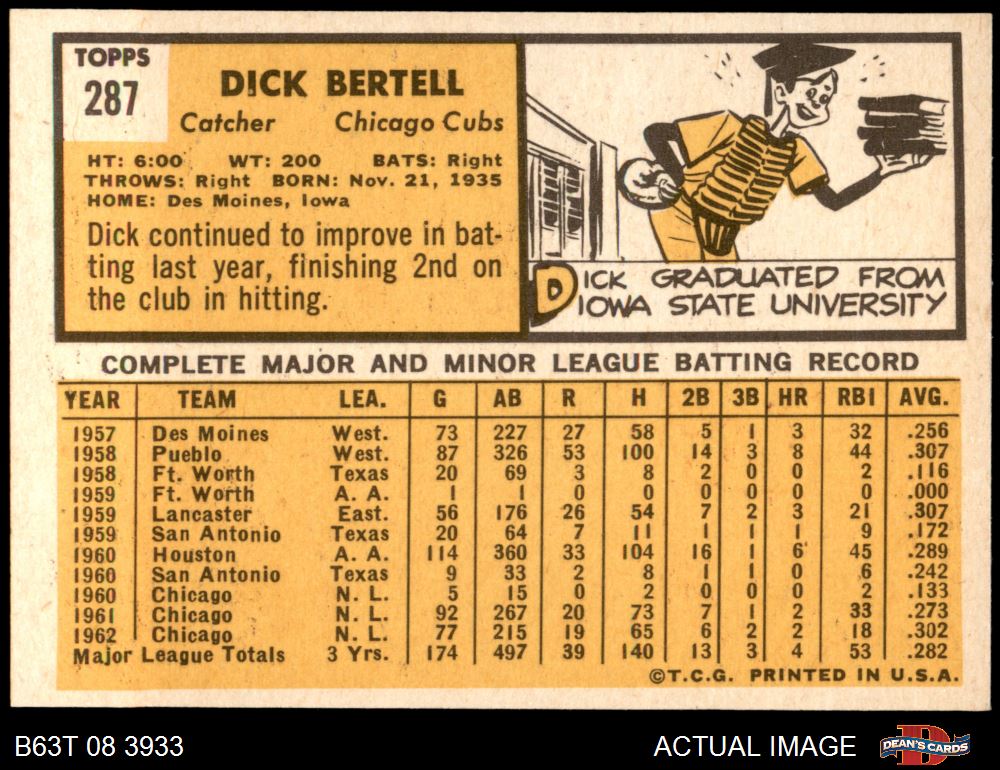 TOPPS
287
DICK BERTELL
Catcher Chicago Cubs
HT: 6:00 WT: 200 BATS: Right
THROWS: Right BORN: Nov. 21, 1935
HOME: Des Moines, Iowa
Dick continued to improve in bat-
ting last year, finishing 2nd on
the club in hitting.
DICK GRADUATED FROM
IOWA STATE UNIVERSITY
COMPLETE MAJOR AND MINOR LEAGUE BATTING RECORD
YEAR TEAM LEA. G AB R H 2B 3B HR RBI AVG.
1957 Des Moines West. 73 227 27 58 5 1 3 32 .256
1958 Pueblo West. 87 326 53 100 14 3 8 44 .307
1958 Ft. Worth Texas 20 69 3 8 2 0 0 2 .116
1959 Ft. Worth A. A. 1 1 0 0 0 0 0 0 .000
1959 Lancaster East. 56 176 26 54 7 2 3 21 .307
1959 San Antonio Texas 20 64 7 11 1 1 1 9 .172
1960 Houston A. A. 114 360 33 104 16 1 6 45 .289
1960 San Antonio Texas 9 33 2 8 1 1 0 6 .242
1960 Chicago N. L. 5 15 0 2 0 0 0 2 .133
1961 Chicago N. L. 92 267 20 73 7 1 2 33 .273
1962 Chicago N. L. 77 215 19 65 6 2 2 18 .302
Major League Totals 3 Yrs. 174 497 39 140 13 3 4 53 .282
©T.C.G. PRINTED IN U.S.A.
B63T 08 3933 ACTUAL IMAGE DEAN'S CARDS